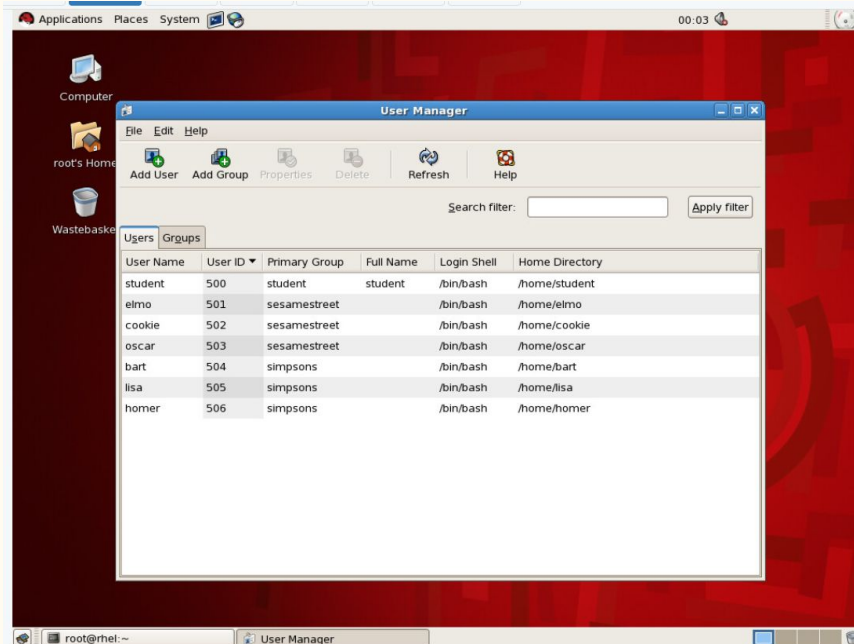 Applications Places System 00:03
Computer
root's Home
Wastebaske
User Manager
File Edit Help
Add User Add Group Properties Delete Refresh Help
Search filter: Apply filter
Users Groups
User Name User ID Primary Group Full Name Login Shell Home Directory
student 500 student student /bin/bash /home/student
elmo 501 sesamestreet /bin/bash /home/elmo
cookie 502 sesamestreet /bin/bash /home/cookie
oscar 503 sesamestreet /bin/bash /home/oscar
bart 504 simpsons /bin/bash /home/bart
lisa 505 simpsons /bin/bash /home/lisa
homer 506 simpsons /bin/bash /home/homer
root@rhel:~ User Manager